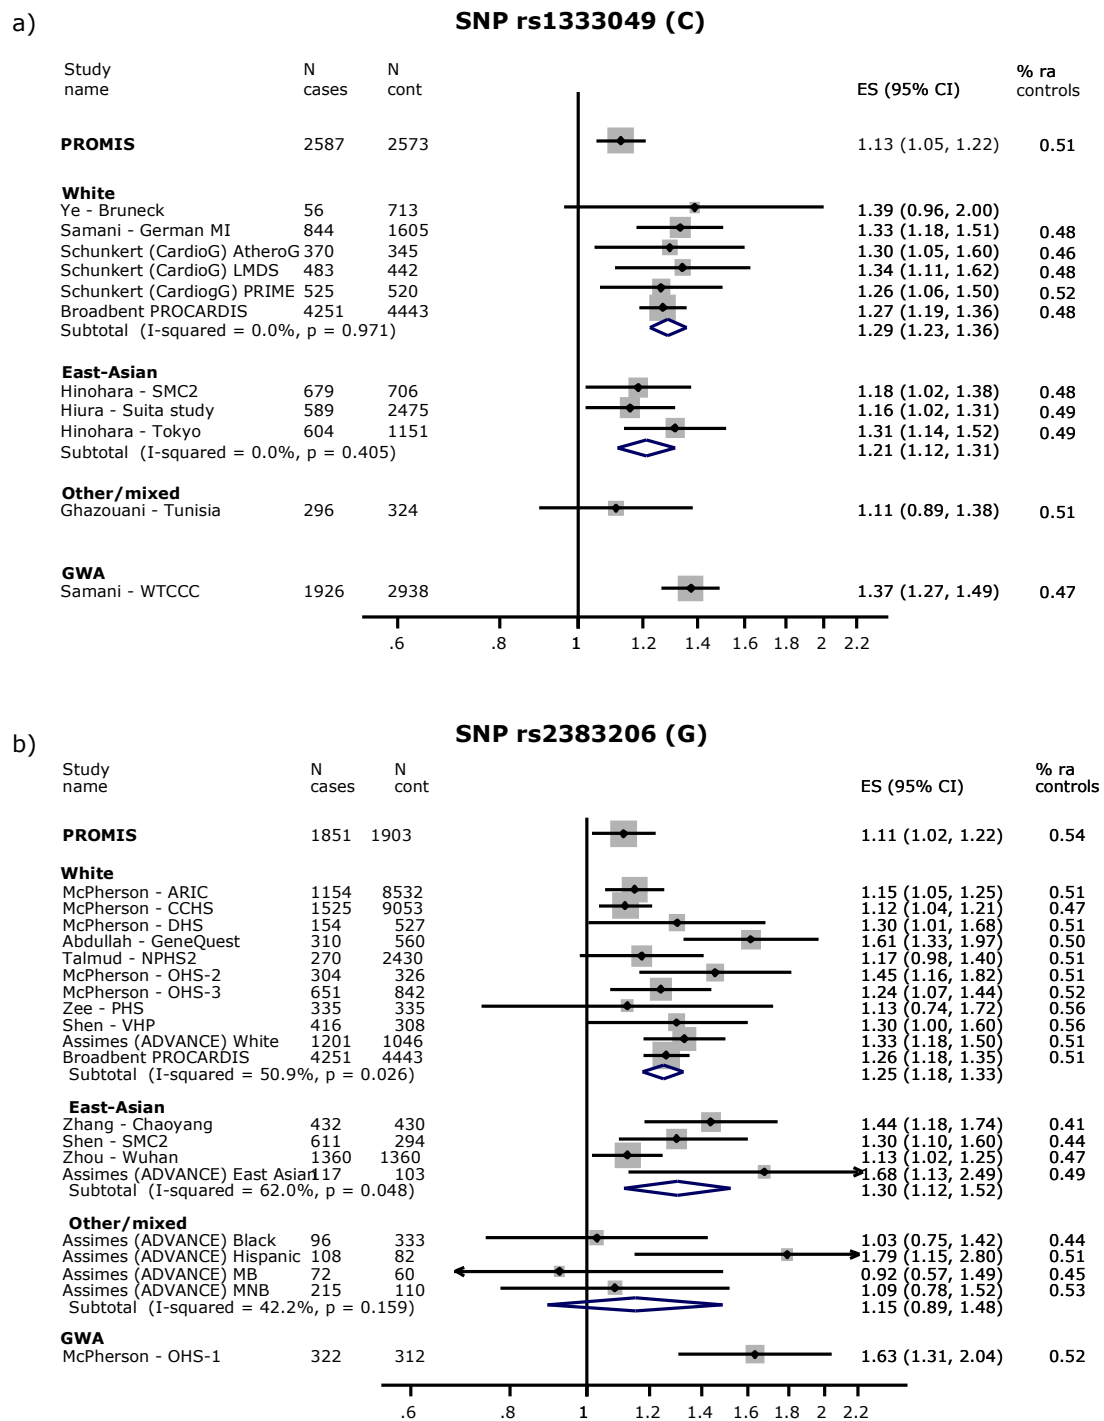 a)
SNP rs1333049 (C)
Study name N cases N cont ES (95% CI) % ra controls
PROMIS 2587 2573 1.13 (1.05, 1.22) 0.51
White
Ye - Bruneck 56 713 1.39 (0.96, 2.00)
Samani - German MI 844 1605 1.33 (1.18, 1.51) 0.48
Schunkert (CardioG) AtheroG 370 345 1.30 (1.05, 1.60) 0.46
Schunkert (CardioG) LMDS 483 442 1.34 (1.11, 1.62) 0.48
Schunkert (CardiogG) PRIME 525 520 1.26 (1.06, 1.50) 0.52
Broadbent PROCARDIS 4251 4443 1.27 (1.19, 1.36) 0.48
Subtotal (I-squared = 0.0%, p = 0.971) 1.29 (1.23, 1.36)
East-Asian
Hinohara - SMC2 679 706 1.18 (1.02, 1.38) 0.48
Hiura - Suita study 589 2475 1.16 (1.02, 1.31) 0.49
Hinohara - Tokyo 604 1151 1.31 (1.14, 1.52) 0.49
Subtotal (I-squared = 0.0%, p = 0.405) 1.21 (1.12, 1.31)
Other/mixed
Ghazouani - Tunisia 296 324 1.11 (0.89, 1.38) 0.51
GWA
Samani - WTCCC 1926 2938 1.37 (1.27, 1.49) 0.47
.6 .8 1 1.2 1.4 1.6 1.8 2 2.2
b)
SNP rs2383206 (G)
Study name N cases N cont ES (95% CI) % ra controls
PROMIS 1851 1903 1.11 (1.02, 1.22) 0.54
White
McPherson - ARIC 1154 8532 1.15 (1.05, 1.25) 0.51
McPherson - CCHS 1525 9053 1.12 (1.04, 1.21) 0.47
McPherson - DHS 154 527 1.30 (1.01, 1.68) 0.51
Abdullah - GeneQuest 310 560 1.61 (1.33, 1.97) 0.50
Talmud - NPHS2 270 2430 1.17 (0.98, 1.40) 0.51
McPherson - OHS-2 304 326 1.45 (1.16, 1.82) 0.51
McPherson - OHS-3 651 842 1.24 (1.07, 1.44) 0.52
Zee - PHS 335 335 1.13 (0.74, 1.72) 0.56
Shen - VHP 416 308 1.30 (1.00, 1.60) 0.56
Assimes (ADVANCE) White 1201 1046 1.33 (1.18, 1.50) 0.51
Broadbent PROCARDIS 4251 4443 1.26 (1.18, 1.35) 0.51
Subtotal (I-squared = 50.9%, p = 0.026) 1.25 (1.18, 1.33)
East-Asian
Zhang - Chaoyang 432 430 1.44 (1.18, 1.74) 0.41
Shen - SMC2 611 294 1.30 (1.10, 1.60) 0.44
Zhou - Wuhan 1360 1360 1.13 (1.02, 1.25) 0.47
Assimes (ADVANCE) East Asian 117 103 1.68 (1.13, 2.49) 0.49
Subtotal (I-squared = 62.0%, p = 0.048) 1.30 (1.12, 1.52)
Other/mixed
Assimes (ADVANCE) Black 96 333 1.03 (0.75, 1.42) 0.44
Assimes (ADVANCE) Hispanic 108 82 1.79 (1.15, 2.80) 0.51
Assimes (ADVANCE) MB 72 60 0.92 (0.57, 1.49) 0.45
Assimes (ADVANCE) MNB 215 110 1.09 (0.78, 1.52) 0.53
Subtotal (I-squared = 42.2%, p = 0.159) 1.15 (0.89, 1.48)
GWA
McPherson - OHS-1 322 312 1.63 (1.31, 2.04) 0.52
.6 .8 1 1.2 1.4 1.6 1.8 2 2.2